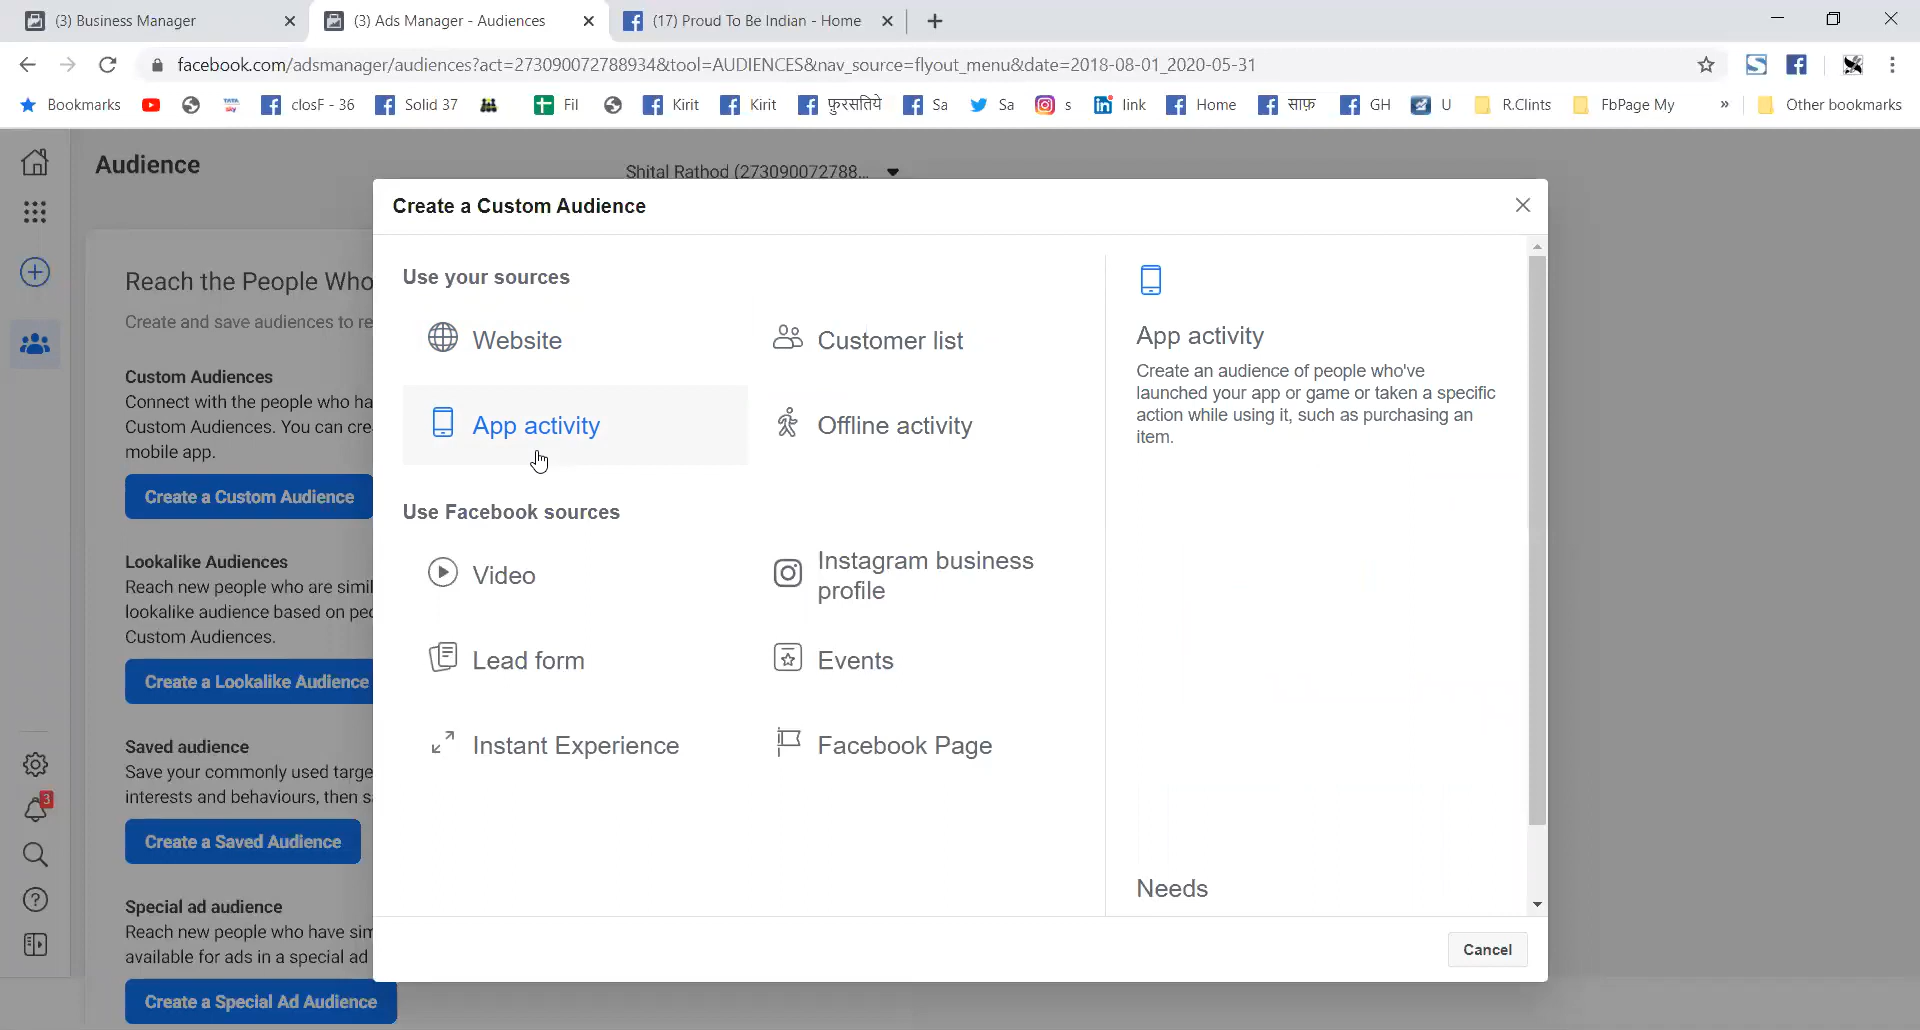 (3) Business Manager
(3) Ads Manager - Audiences
(17) Proud To Be Indian - Home
facebook.com/adsmanager/audiences?act=273090072788934&tool=AUDIENCES&nav_source=flyout_menu&date=2018-08-01_2020-05-31
Bookmarks
closF - 36
Solid 37
Fil
Kirit
Kirit
फुरसतिये
Sa
Sa
s
link
Home
साफ़
GH
U
R.Clints
FbPage My
»
Other bookmarks
Audience
Shital Rathod (273090072788...
Create a Custom Audience
Reach the People Who
Create and save audiences to re
Custom Audiences
Connect with the people who ha
Custom Audiences. You can cre
mobile app.
Create a Custom Audience
Lookalike Audiences
Reach new people who are simil
lookalike audience based on peo
Custom Audiences.
Create a Lookalike Audience
Saved audience
Save your commonly used targe
interests and behaviours, then s
Create a Saved Audience
Special ad audience
Reach new people who have sim
available for ads in a special ad
Create a Special Ad Audience
3
Use your sources
Website
Customer list
App activity
Offline activity
Use Facebook sources
Video
Instagram business
profile
Lead form
Events
Instant Experience
Facebook Page
App activity
Create an audience of people who've
launched your app or game or taken a specific
action while using it, such as purchasing an
item.
Needs
Cancel